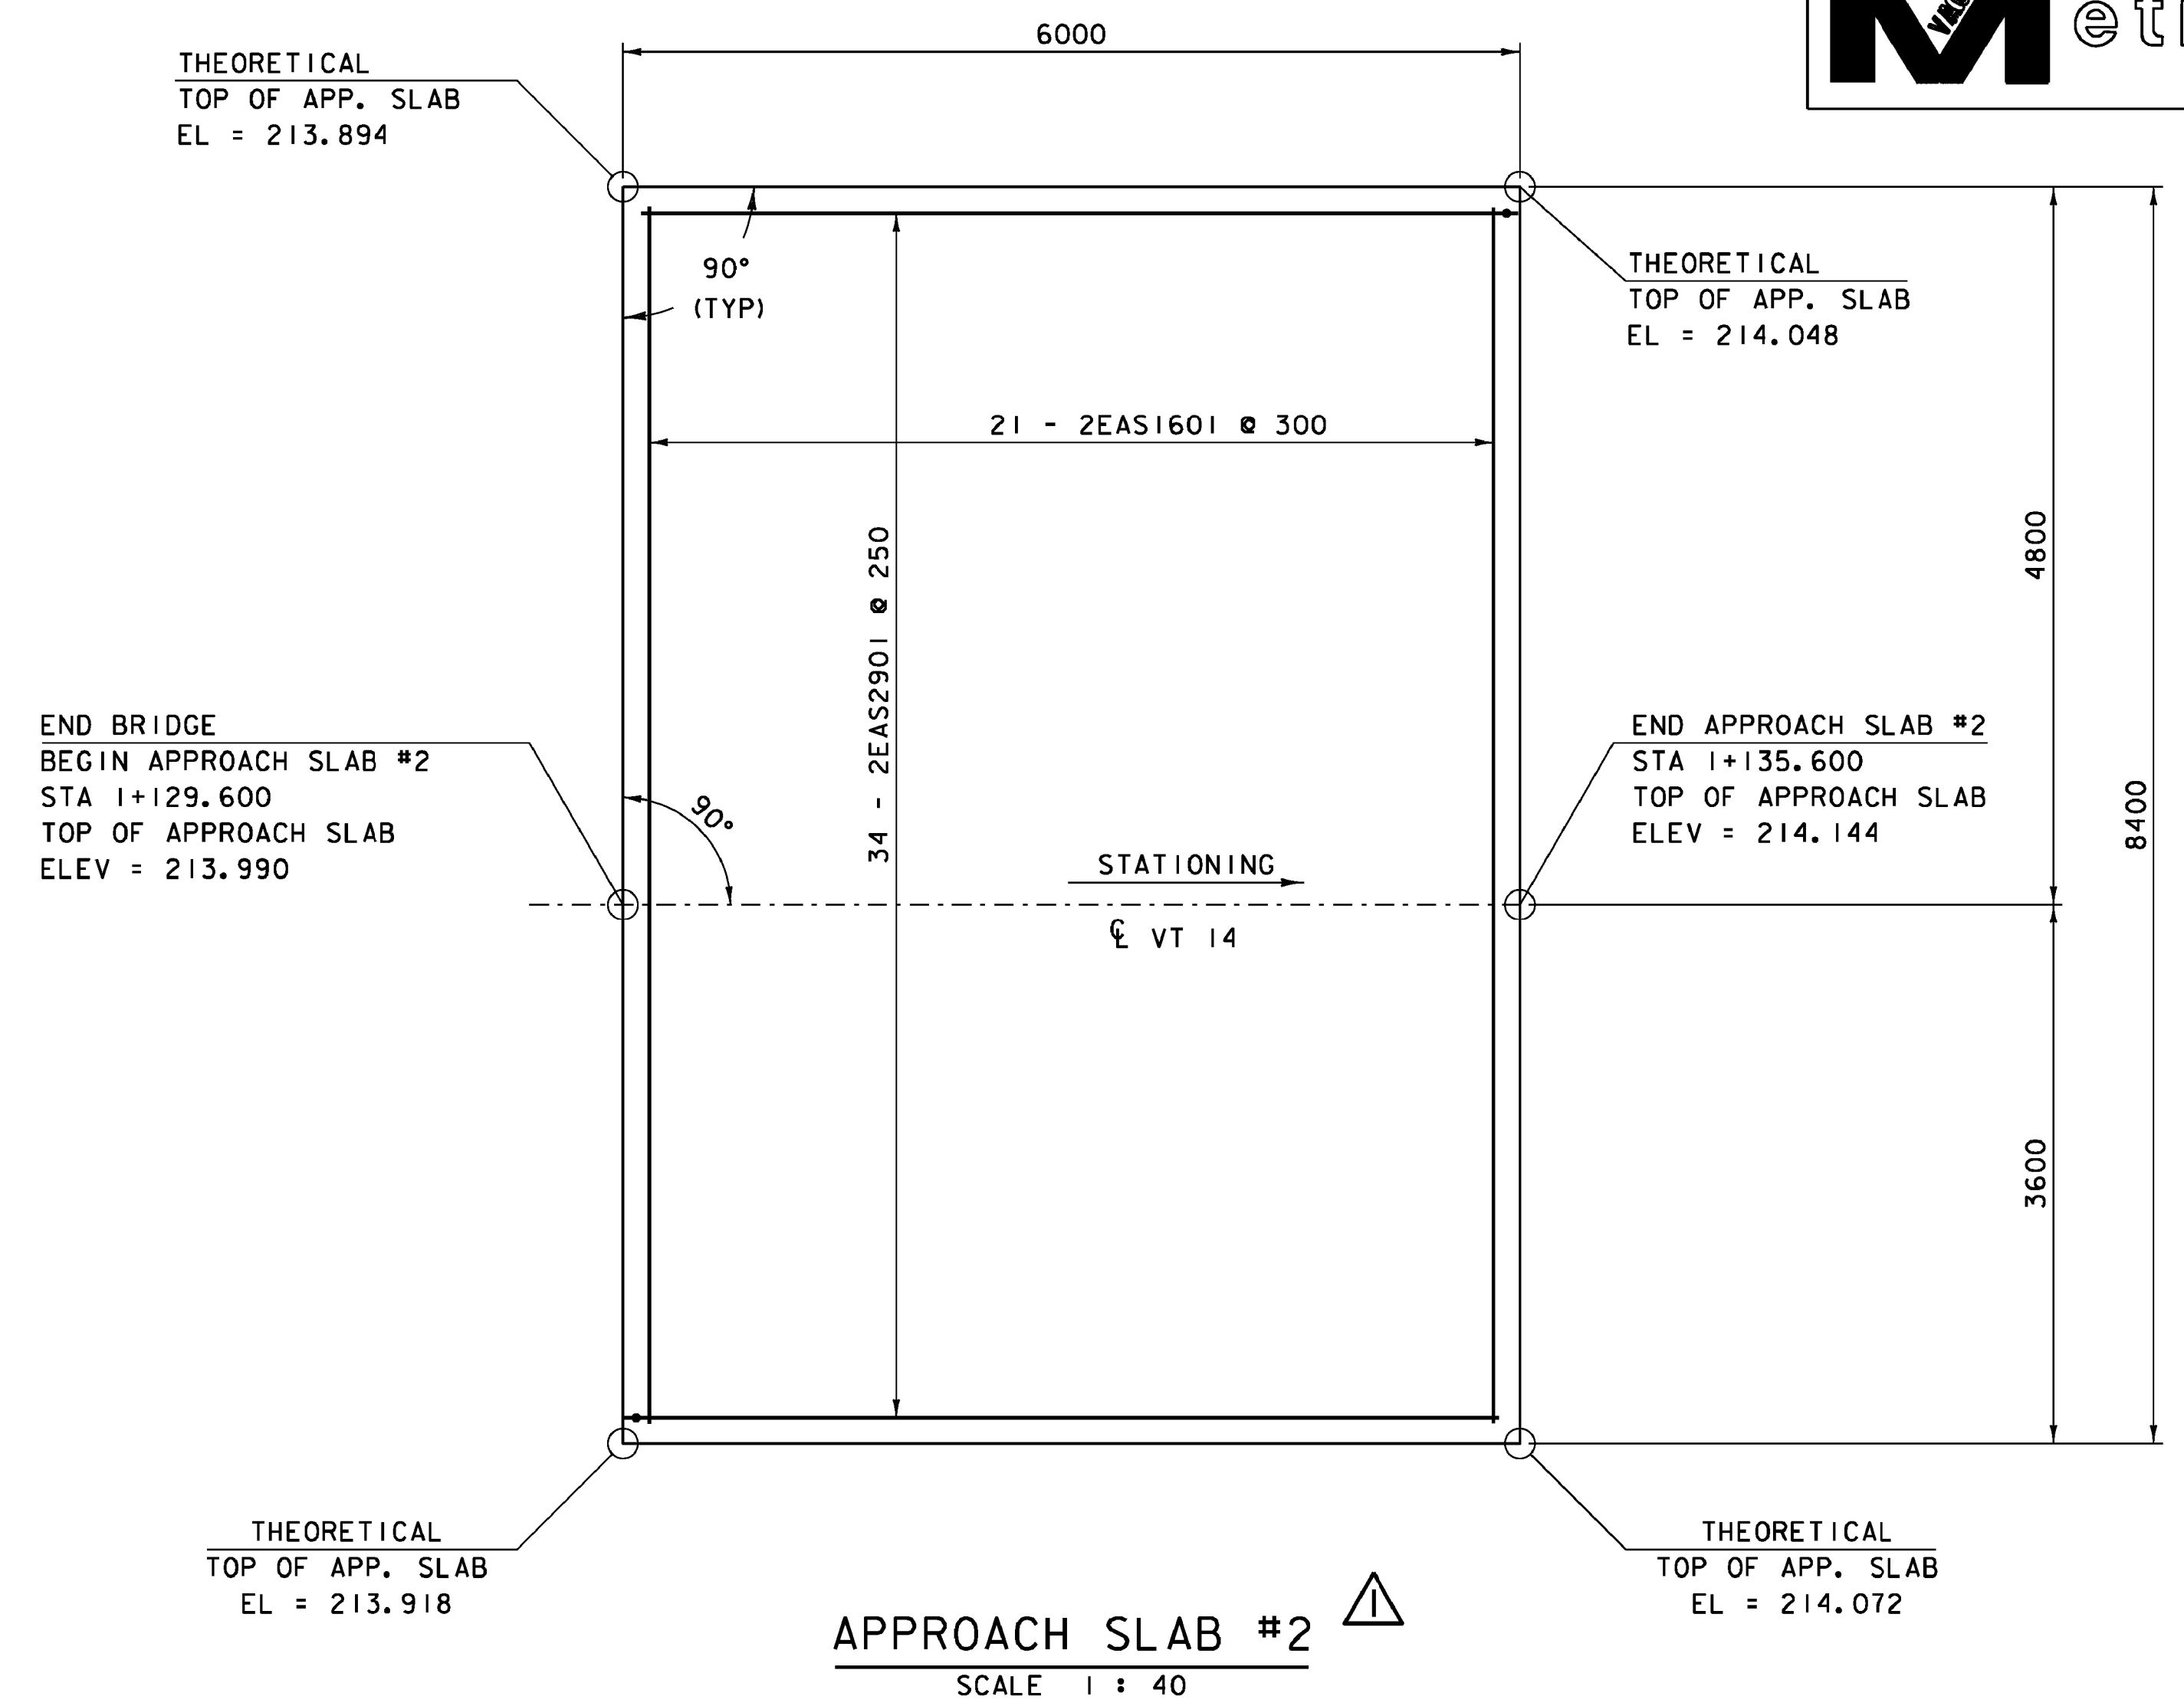 6000
THEORETICAL
TOP OF APP. SLAB
EL = 213.894
THEORETICAL
TOP OF APP. SLAB
EL = 214.048
90°
(TYP)
21 - 2EAS1601 @ 300
34 - 2EAS2901 @ 250
4800
8400
3600
END BRIDGE
BEGIN APPROACH SLAB #2
STA 1+129.600
TOP OF APPROACH SLAB
ELEV = 213.990
90°
END APPROACH SLAB #2
STA 1+135.600
TOP OF APPROACH SLAB
ELEV = 214.144
STATIONING
℄ VT 14
THEORETICAL
TOP OF APP. SLAB
EL = 213.918
THEORETICAL
TOP OF APP. SLAB
EL = 214.072
APPROACH SLAB #2
1
SCALE 1 : 40